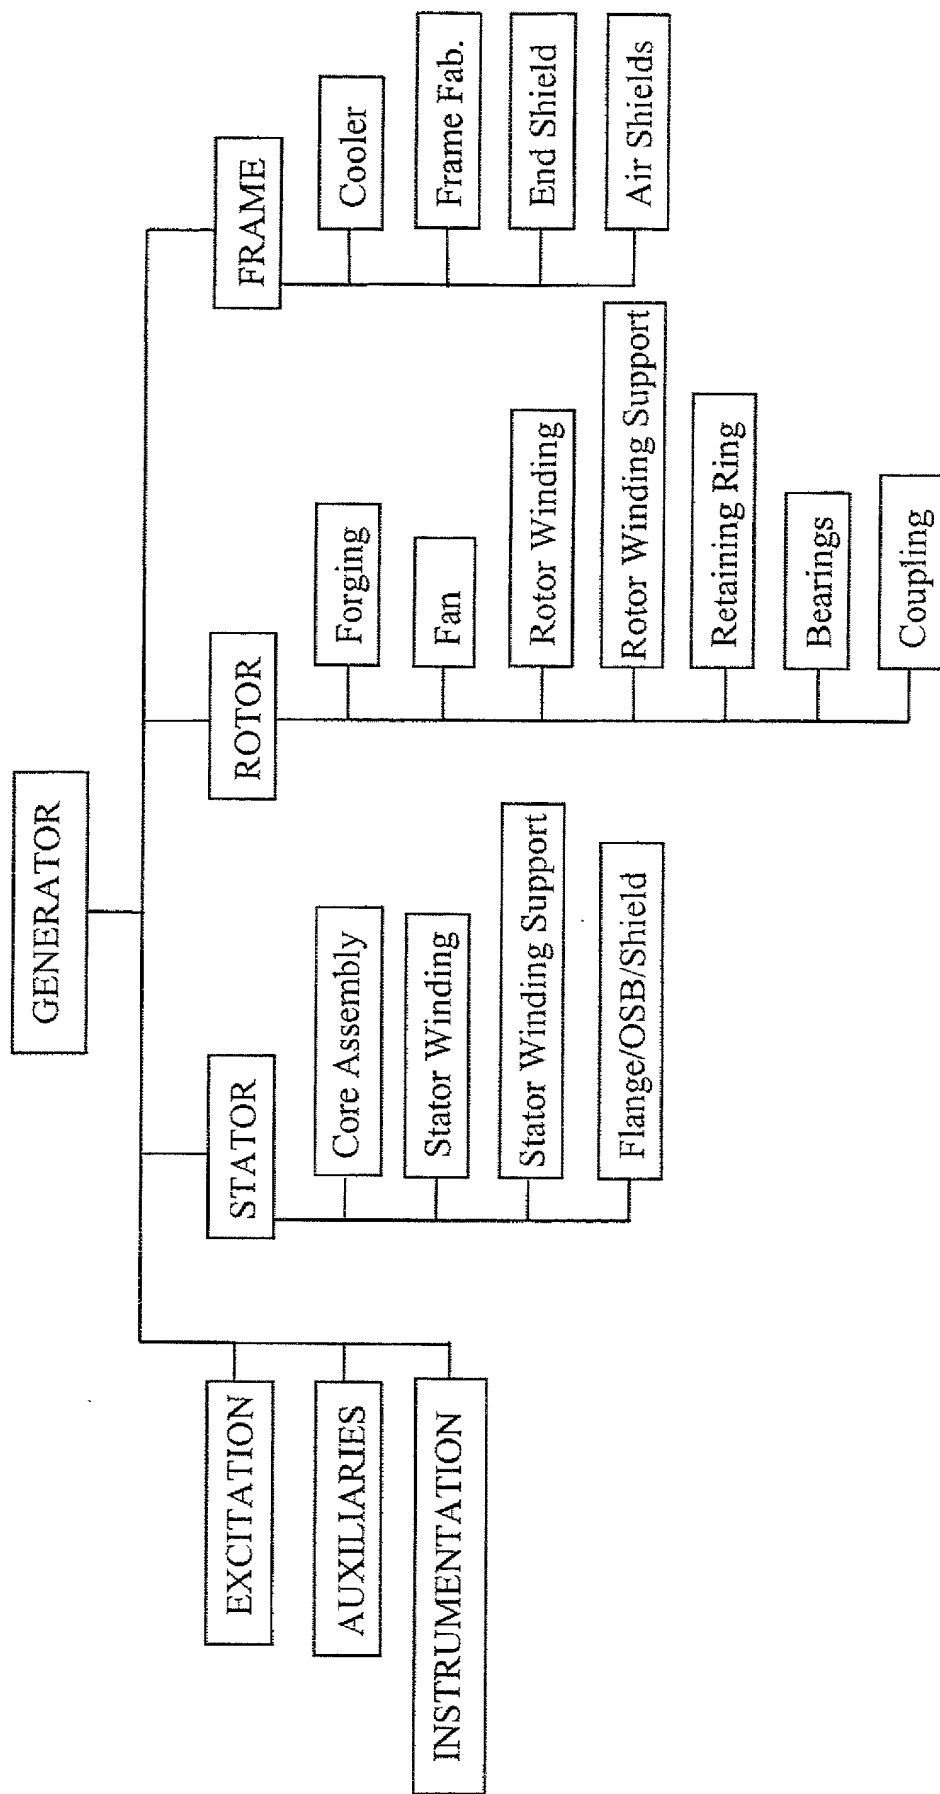 GENERATOR
EXCITATION
AUXILIARIES
INSTRUMENTATION
STATOR
Core Assembly
Stator Winding
Stator Winding Support
Flange/OSB/Shield
ROTOR
Forging
Fan
Rotor Winding
Rotor Winding Support
Retaining Ring
Bearings
Coupling
FRAME
Cooler
Frame Fab.
End Shield
Air Shields